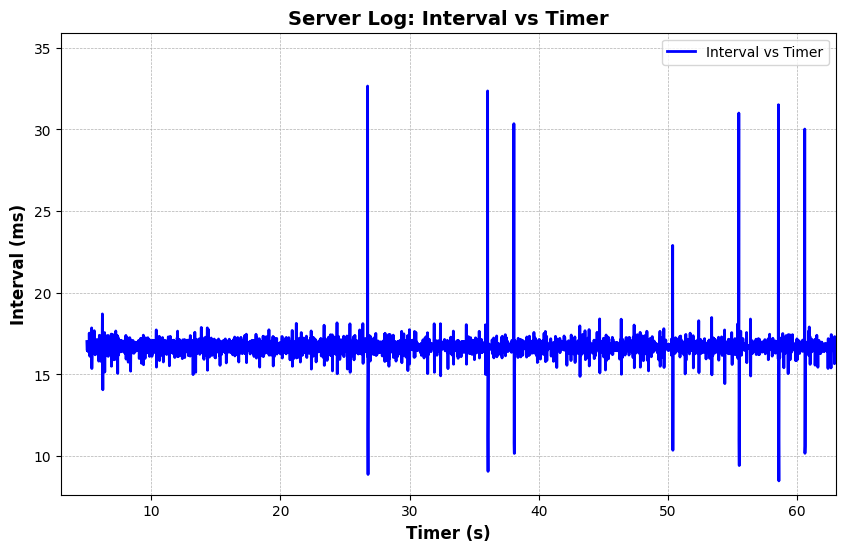 Server Log: Interval vs Timer
Interval vs Timer
35
30
25
20
15
10
Interval (ms)
10 20 30 40 50 60
Timer (s)